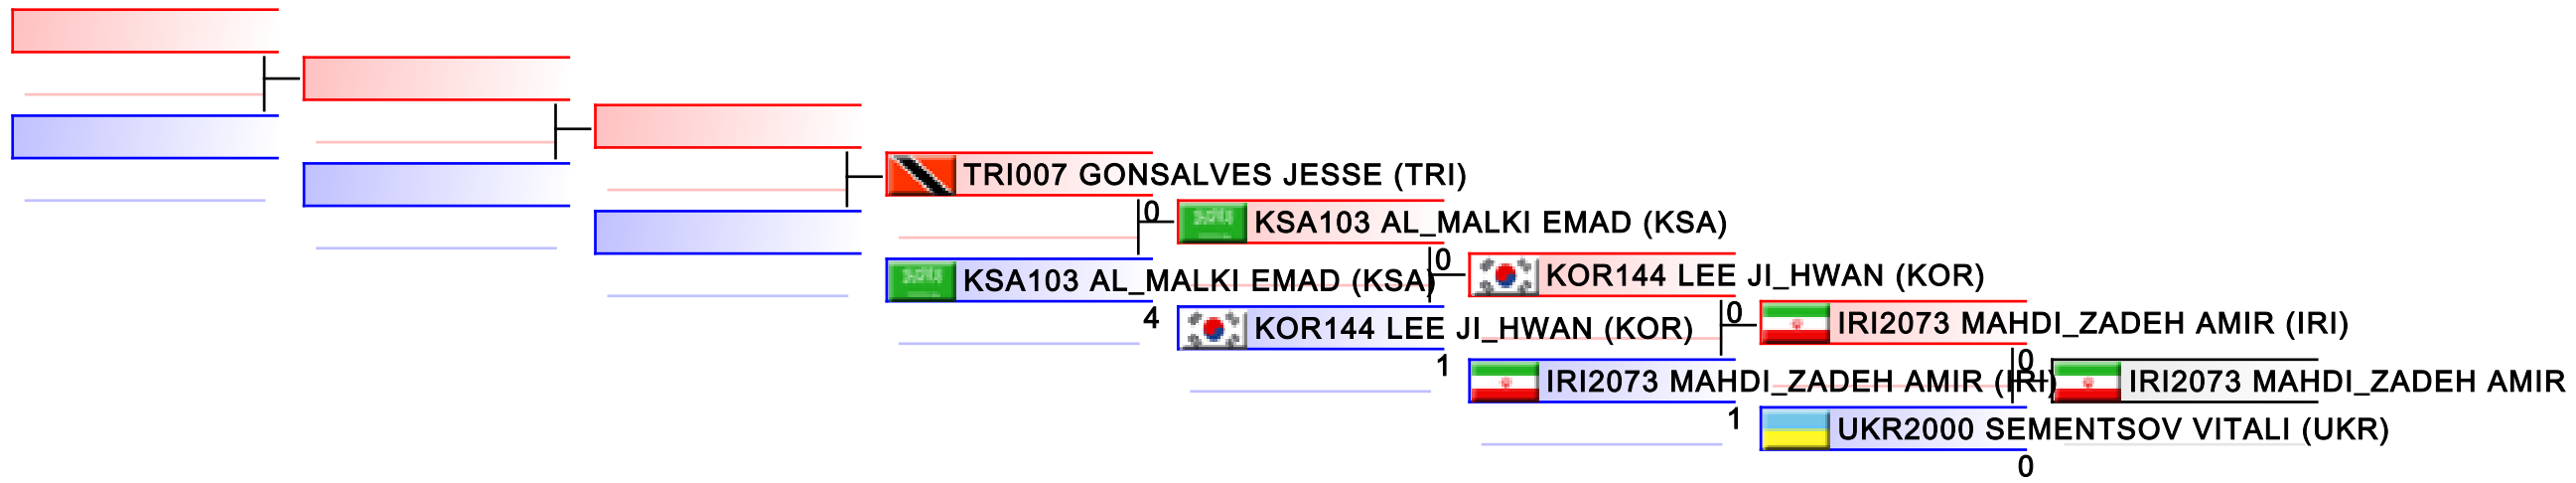 TRI007 GONSALVES JESSE (TRI)
0
KSA103 AL_MALKI EMAD (KSA)
4
KSA103 AL_MALKI EMAD (KSA)
0
KOR144 LEE JI_HWAN (KOR)
1
KOR144 LEE JI_HWAN (KOR)
0
IRI2073 MAHDI_ZADEH AMIR (IRI)
1
IRI2073 MAHDI_ZADEH AMIR (IRI)
0
UKR2000 SEMENTSOV VITALI (UKR)
0
IRI2073 MAHDI_ZADEH AMIR